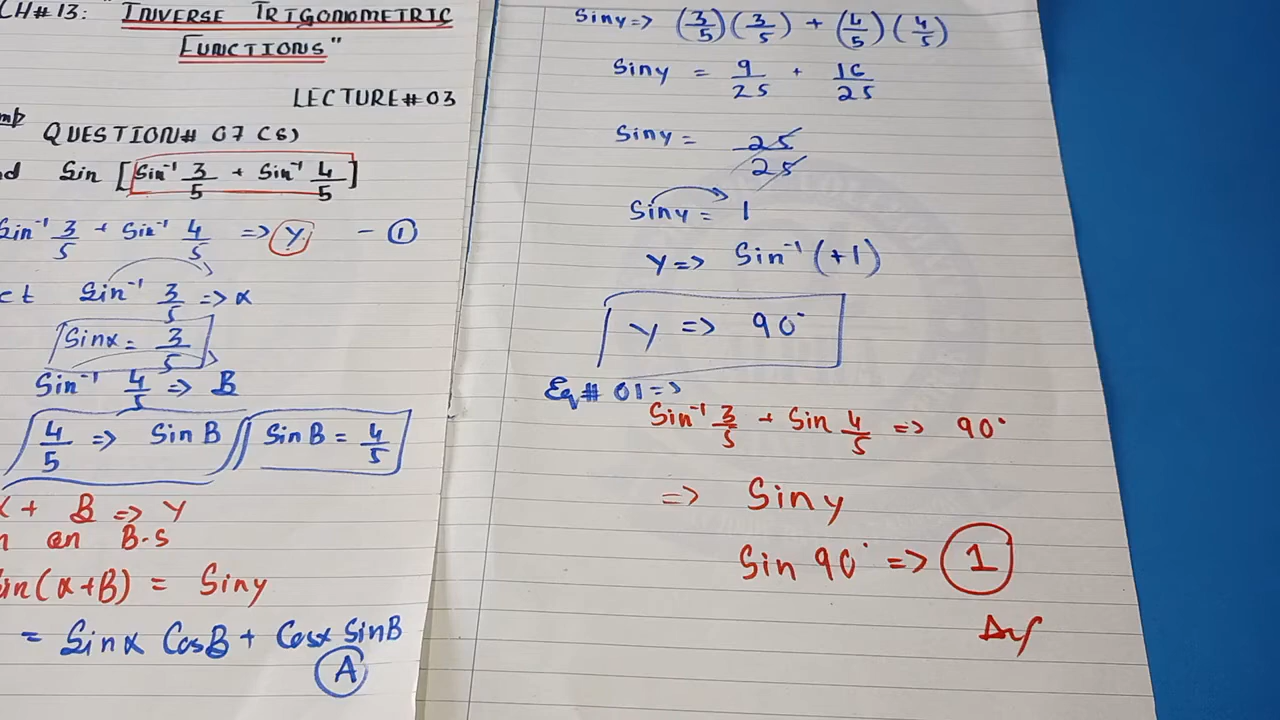 CH#13: "INVERSE TRIGONOMETRIC
FUNCTIONS"
LECTURE#03
QUESTION# 07(6)
Sin [Sin⁻¹ 3/5 + Sin⁻¹ 4/5]
Sin⁻¹ 3/5 + Sin⁻¹ 4/5 => y - ①
Sin⁻¹ 3/5 => α
Sinα = 3/5
Sin⁻¹ 4/5 => B
4/5 => Sin B // Sin B = 4/5
α + B => y
on B.S
Sin(α+B) = Siny
= Sinα CosB + Cosα SinB
A
Siny => (3/5)(3/5) + (4/5)(4/5)
Siny = 9/25 + 16/25
Siny = 25/25
Siny = 1
y => Sin⁻¹(+1)
y => 90°
Eq# 01 =>
Sin⁻¹ 3/5 + Sin 4/5 => 90°
=> Siny
Sin 90° => 1